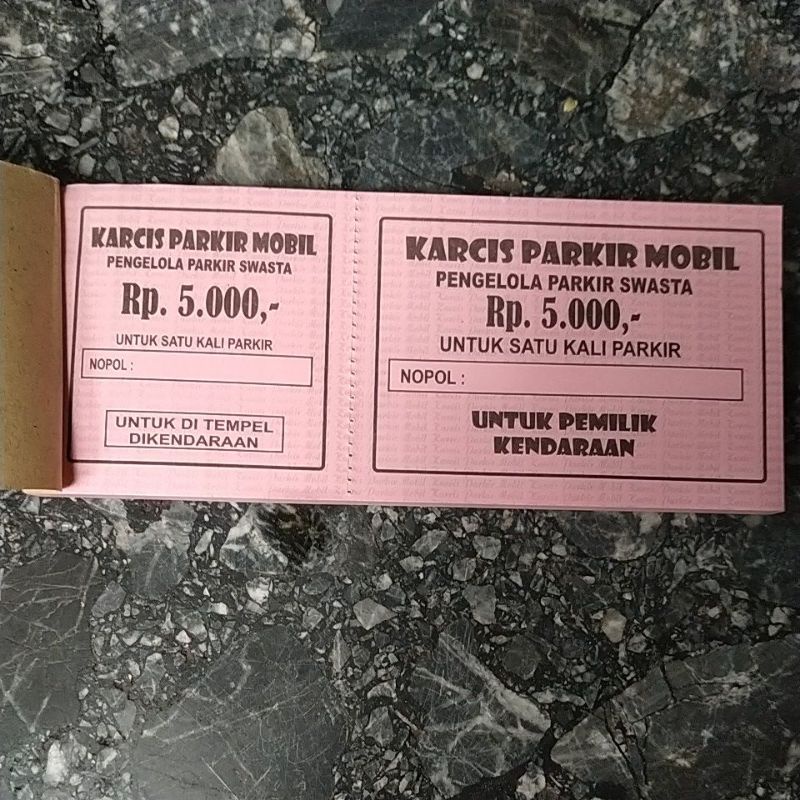 KARCIS PARKIR MOBIL
PENGELOLA PARKIR SWASTA
Rp. 5.000,-
UNTUK SATU KALI PARKIR
NOPOL :
UNTUK DI TEMPEL
DIKENDARAAN
KARCIS PARKIR MOBIL
PENGELOLA PARKIR SWASTA
Rp. 5.000,-
UNTUK SATU KALI PARKIR
NOPOL :
UNTUK PEMILIK
KENDARAAN